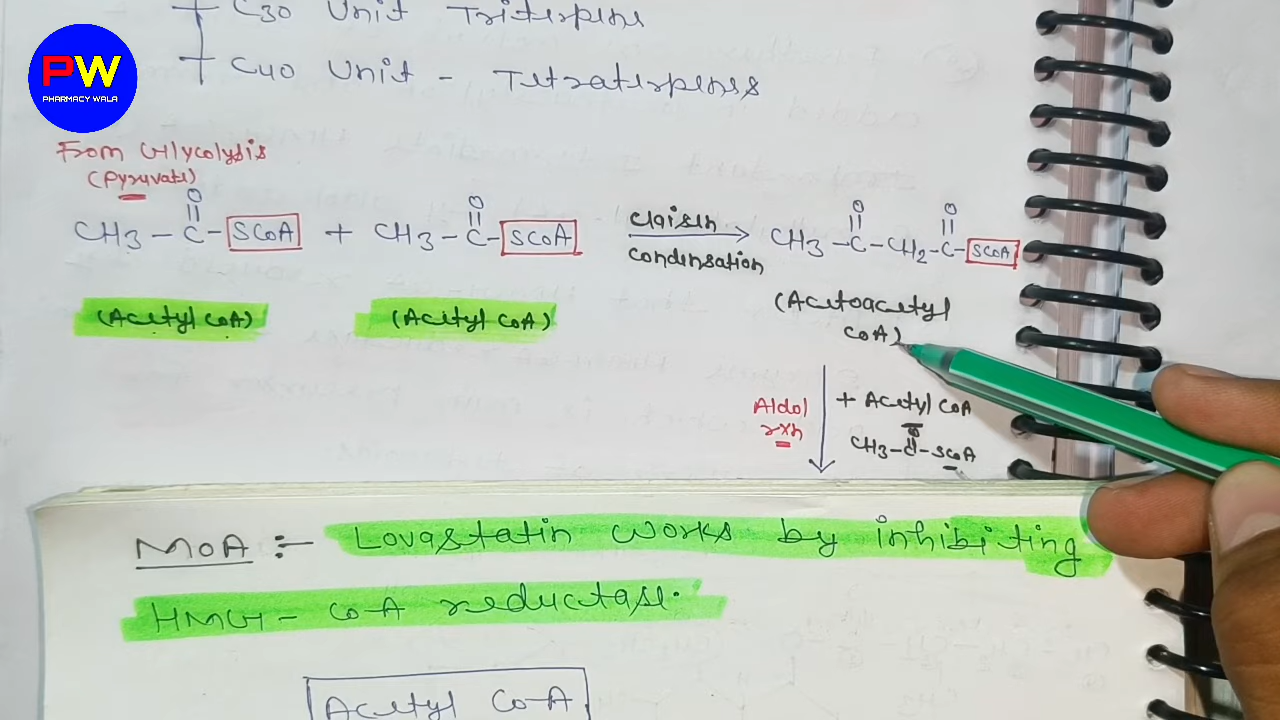 C30 Unit Triterpens
C40 Unit - Tetraterpenes
PW
PHARMACY WALA
From Glycolysis
(Pyruvate)
O O O O
CH3 - C - SCoA + CH3 - C - SCoA Claisen CH3 - C - CH2 - C - SCoA
condensation
(Acetyl CoA) (Acetyl CoA) (Acetoacetyl
CoA)
Aldol + Acetyl CoA
rxn O
CH3 - C - SCoA
MOA :- Lovastatin works by inhibiting
HMG - CoA reductase.
Acetyl Co-A